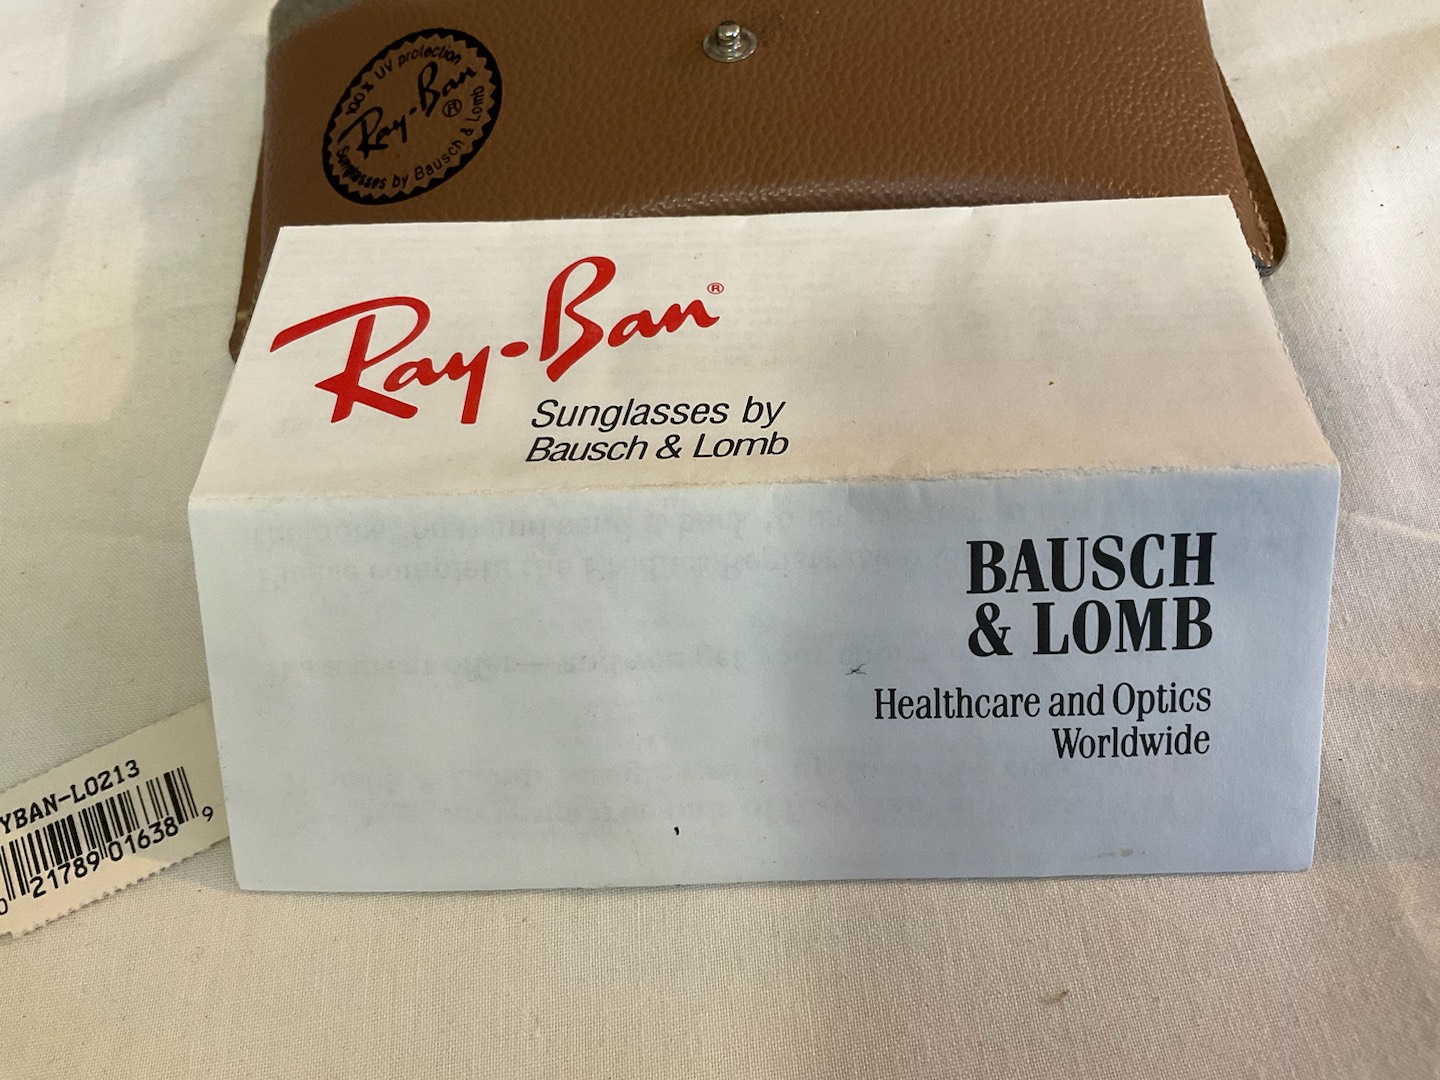 100% UV protection
Ray-Ban®
Sunglasses by Bausch & Lomb
Ray-Ban®
Sunglasses by
Bausch & Lomb
BAUSCH
& LOMB
Healthcare and Optics
Worldwide
YBAN-L0213
0 21789 01638 9